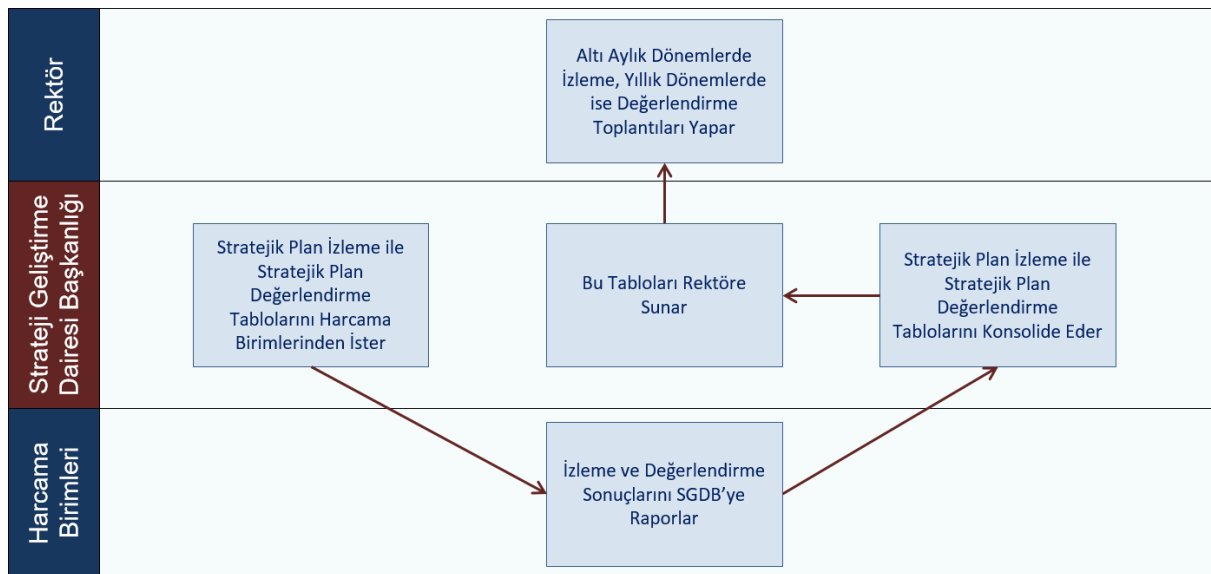 Rektör
Altı Aylık Dönemlerde
İzleme, Yıllık Dönemlerde
ise Değerlendirme
Toplantıları Yapar
Strateji Geliştirme
Dairesi Başkanlığı
Stratejik Plan İzleme ile
Stratejik Plan
Değerlendirme
Tablolarını Harcama
Birimlerinden İster
Bu Tabloları Rektöre
Sunar
Stratejik Plan İzleme ile
Stratejik Plan
Değerlendirme
Tablolarını Konsolide Eder
Harcama
Birimleri
İzleme ve Değerlendirme
Sonuçlarını SGDB’ye
Raporlar